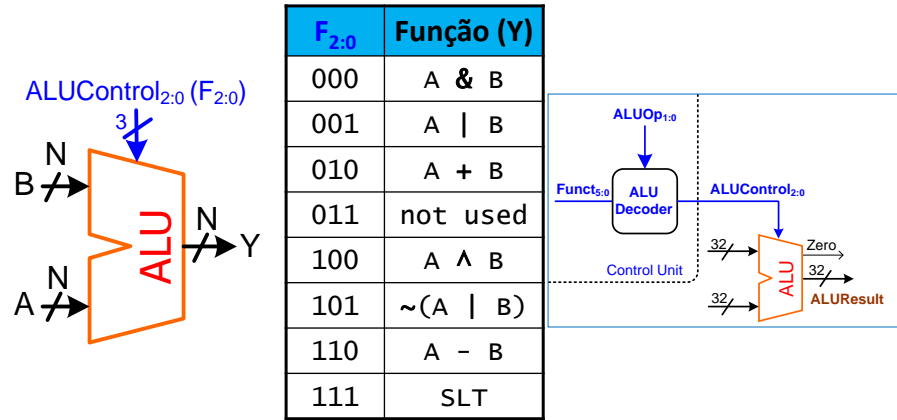 ALUControl2:0 (F2:0)
3
N
B
N
ALU
Y
N
A
F2:0 Função (Y)
000 A & B
001 A | B
010 A + B
011 not used
100 A ^ B
101 ~(A | B)
110 A - B
111 SLT
ALUOp1:0
Funct5:0
ALU
Decoder
ALUControl2:0
Control Unit
32
Zero
32
ALU
ALUResult
32